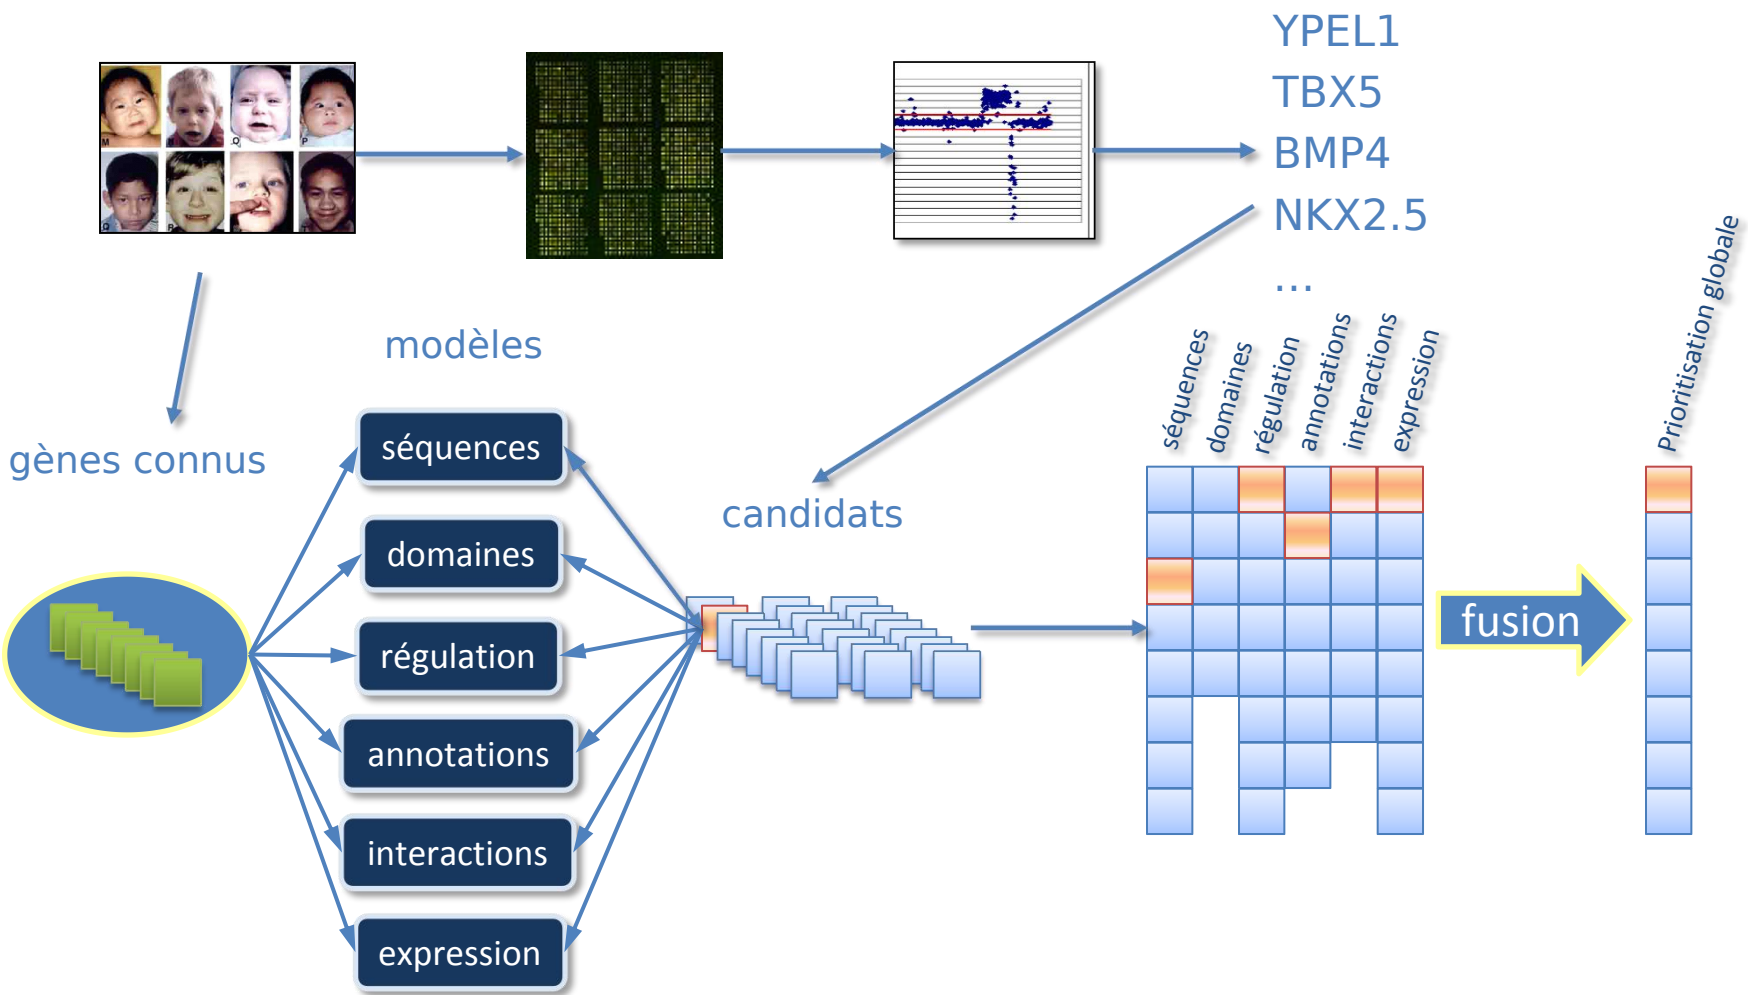 YPEL1
TBX5
BMP4
NKX2.5
...
modèles
gènes connus
candidats
séquences
domaines
régulation
annotations
interactions
expression
séquences
domaines
régulation
annotations
interactions
expression
Prioritisation globale
fusion
M
P